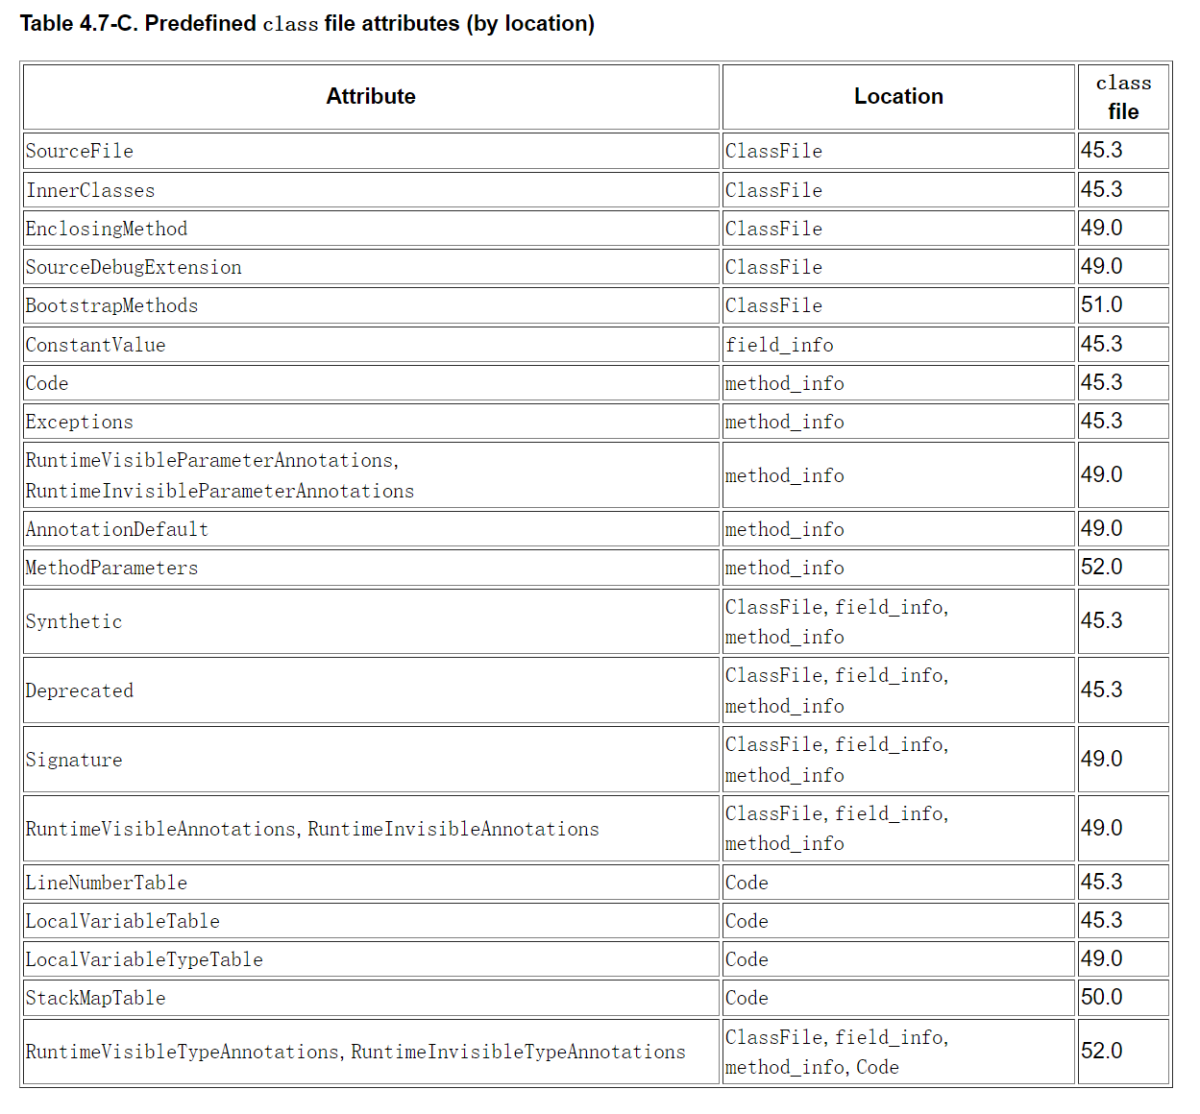 Table 4.7-C. Predefined class file attributes (by location)
Attribute Location class
file
SourceFile ClassFile 45.3
InnerClasses ClassFile 45.3
EnclosingMethod ClassFile 49.0
SourceDebugExtension ClassFile 49.0
BootstrapMethods ClassFile 51.0
ConstantValue field_info 45.3
Code method_info 45.3
Exceptions method_info 45.3
RuntimeVisibleParameterAnnotations,
RuntimeInvisibleParameterAnnotations method_info 49.0
AnnotationDefault method_info 49.0
MethodParameters method_info 52.0
Synthetic ClassFile, field_info,
method_info 45.3
Deprecated ClassFile, field_info,
method_info 45.3
Signature ClassFile, field_info,
method_info 49.0
RuntimeVisibleAnnotations, RuntimeInvisibleAnnotations ClassFile, field_info,
method_info 49.0
LineNumberTable Code 45.3
LocalVariableTable Code 45.3
LocalVariableTypeTable Code 49.0
StackMapTable Code 50.0
RuntimeVisibleTypeAnnotations, RuntimeInvisibleTypeAnnotations ClassFile, field_info,
method_info, Code 52.0